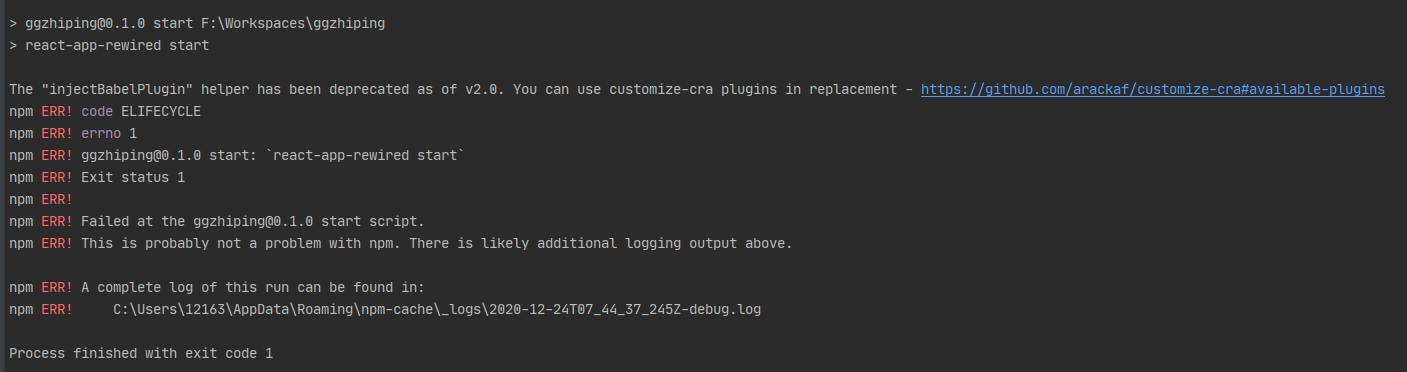 > ggzhiping@0.1.0 start F:\Workspaces\ggzhiping
> react-app-rewired start
The "injectBabelPlugin" helper has been deprecated as of v2.0. You can use customize-cra plugins in replacement - https://github.com/arackaf/customize-cra#available-plugins
npm ERR! code ELIFECYCLE
npm ERR! errno 1
npm ERR! ggzhiping@0.1.0 start: `react-app-rewired start`
npm ERR! Exit status 1
npm ERR!
npm ERR! Failed at the ggzhiping@0.1.0 start script.
npm ERR! This is probably not a problem with npm. There is likely additional logging output above.
npm ERR! A complete log of this run can be found in:
npm ERR!     C:\Users\12163\AppData\Roaming\npm-cache\_logs\2020-12-24T07_44_37_245Z-debug.log
Process finished with exit code 1